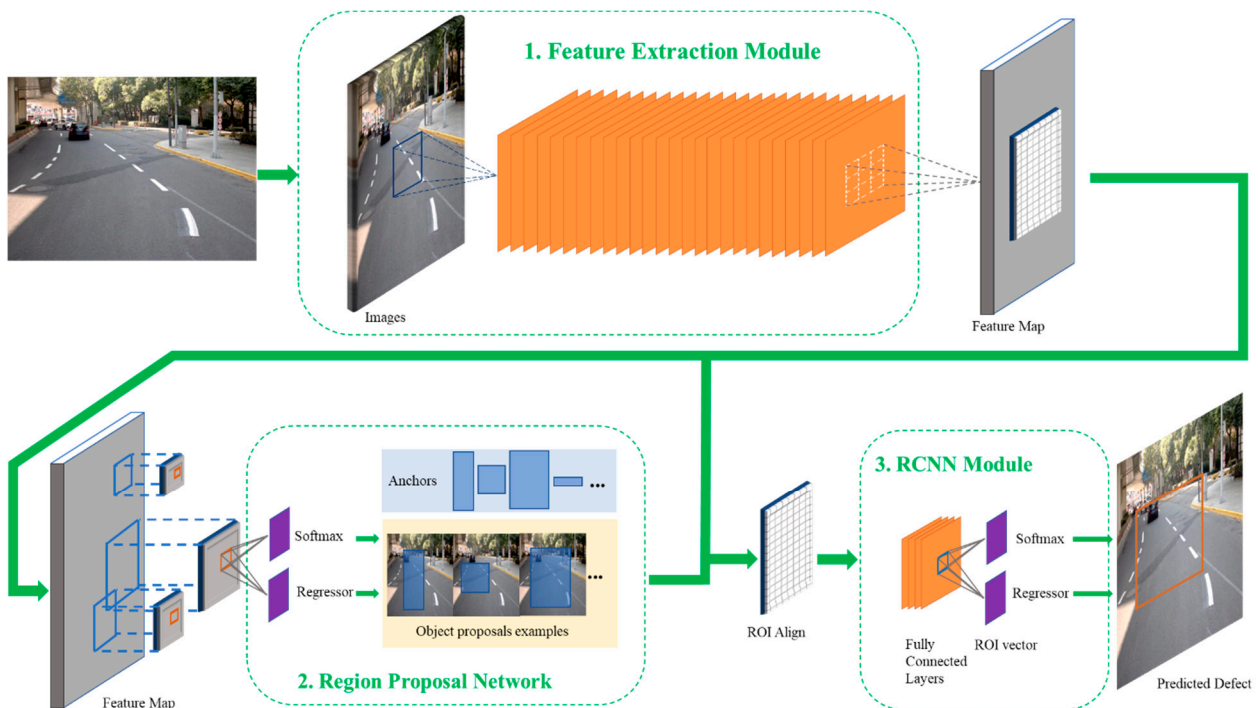 1. Feature Extraction Module
Images
Feature Map
Anchors
...
Softmax
Regressor
...
Object proposals examples
2. Region Proposal Network
Feature Map
ROI Align
3. RCNN Module
Softmax
Regressor
Fully
Connected
Layers
ROI vector
Predicted Defect